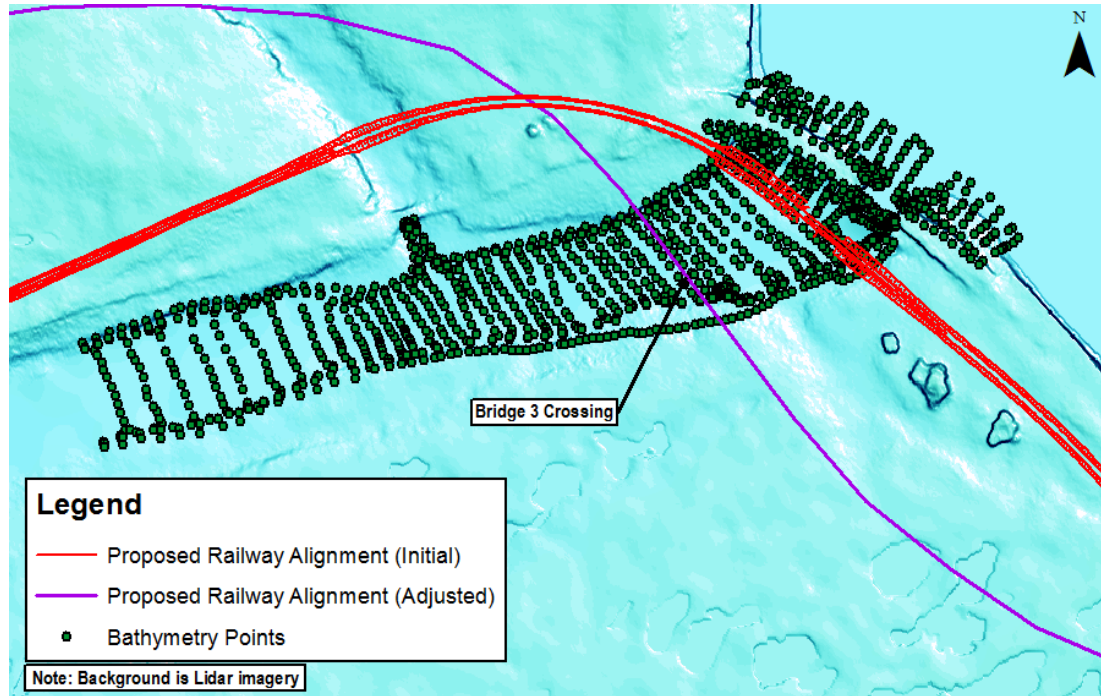 N
Bridge 3 Crossing
Legend
Proposed Railway Alignment (Initial)
Proposed Railway Alignment (Adjusted)
Bathymetry Points
Note: Background is Lidar imagery